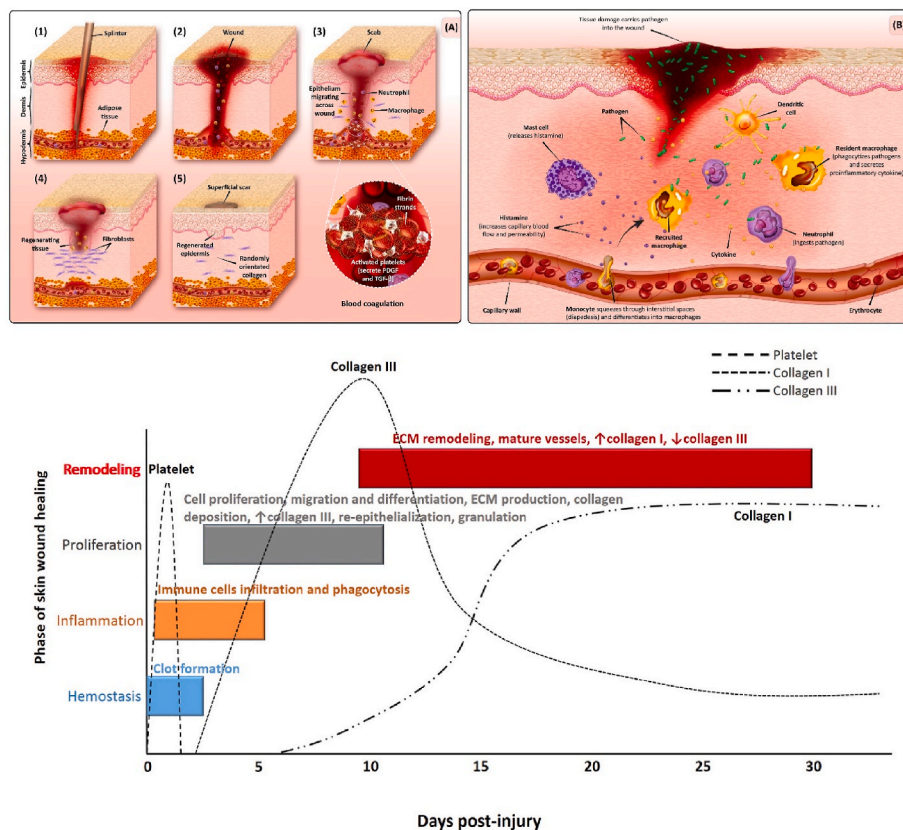 (A)
(1)
Splinter
Epidermis
Dermis
Hypodermis
Adipose
tissue
(2)
Wound
(3)
Scab
Epithelium
migrating
across
wound
Neutrophil
Macrophage
(4)
Regenerating
tissue
Fibroblasts
(5)
Superficial scar
Regenerated
epidermis
Randomly
orientated
collagen
Fibrin
strands
Activated platelets
(secrete PDGF
and TGF-β)
Blood coagulation
(B)
Tissue damage carries pathogen
into the wound
Pathogen
Dendritic
cell
Mast cell
(releases histamine)
Resident macrophage
(phagocytizes pathogens
and secretes
proinflammatory cytokine)
Histamine
(increases capillary blood
flow and permeability)
Recruited
macrophage
Neutrophil
(ingests pathogen)
Cytokine
Capillary wall
Monocyte squeezes through interstitial spaces
(diapedesis) and differentiates into macrophages
Erythrocyte
Platelet
Collagen I
Collagen III
Collagen III
ECM remodeling, mature vessels, ↑collagen I, ↓collagen III
Remodeling
Platelet
Cell proliferation, migration and differentiation, ECM production, collagen
deposition, ↑collagen III, re-epithelialization, granulation
Collagen I
Proliferation
Immune cells infiltration and phagocytosis
Inflammation
Clot formation
Hemostasis
Phase of skin wound healing
0 5 10 15 20 25 30
Days post-injury